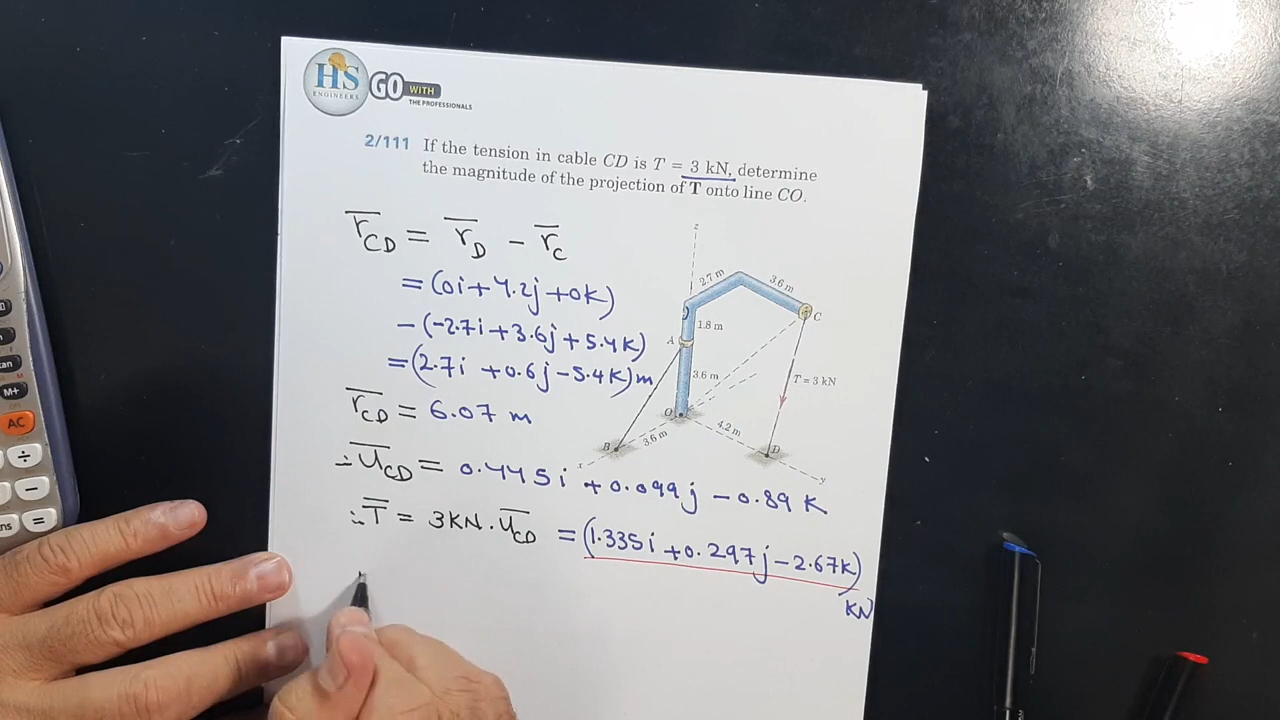 HS
ENGINEERS
GO WITH
THE PROFESSIONALS
2/111 If the tension in cable CD is T = 3 kN, determine
the magnitude of the projection of T onto line CO.
r̅CD = r̅D - r̅C
= (0i+4.2j+0K)
- (-2.7i+3.6j+5.4K)
= (2.7i +0.6j-5.4K)m
r̅CD = 6.07 m
∴ u̅CD = 0.445i +0.099j -0.89K
∴ T̿ = 3KN. u̅CD = (1.335i +0.297j-2.67K)
KN
z
2.7 m
3.6 m
C
1.8 m
A
3.6 m
T = 3 kN
O
4.2 m
B
3.6 m
D
x
y
M+
AC
÷
−
=